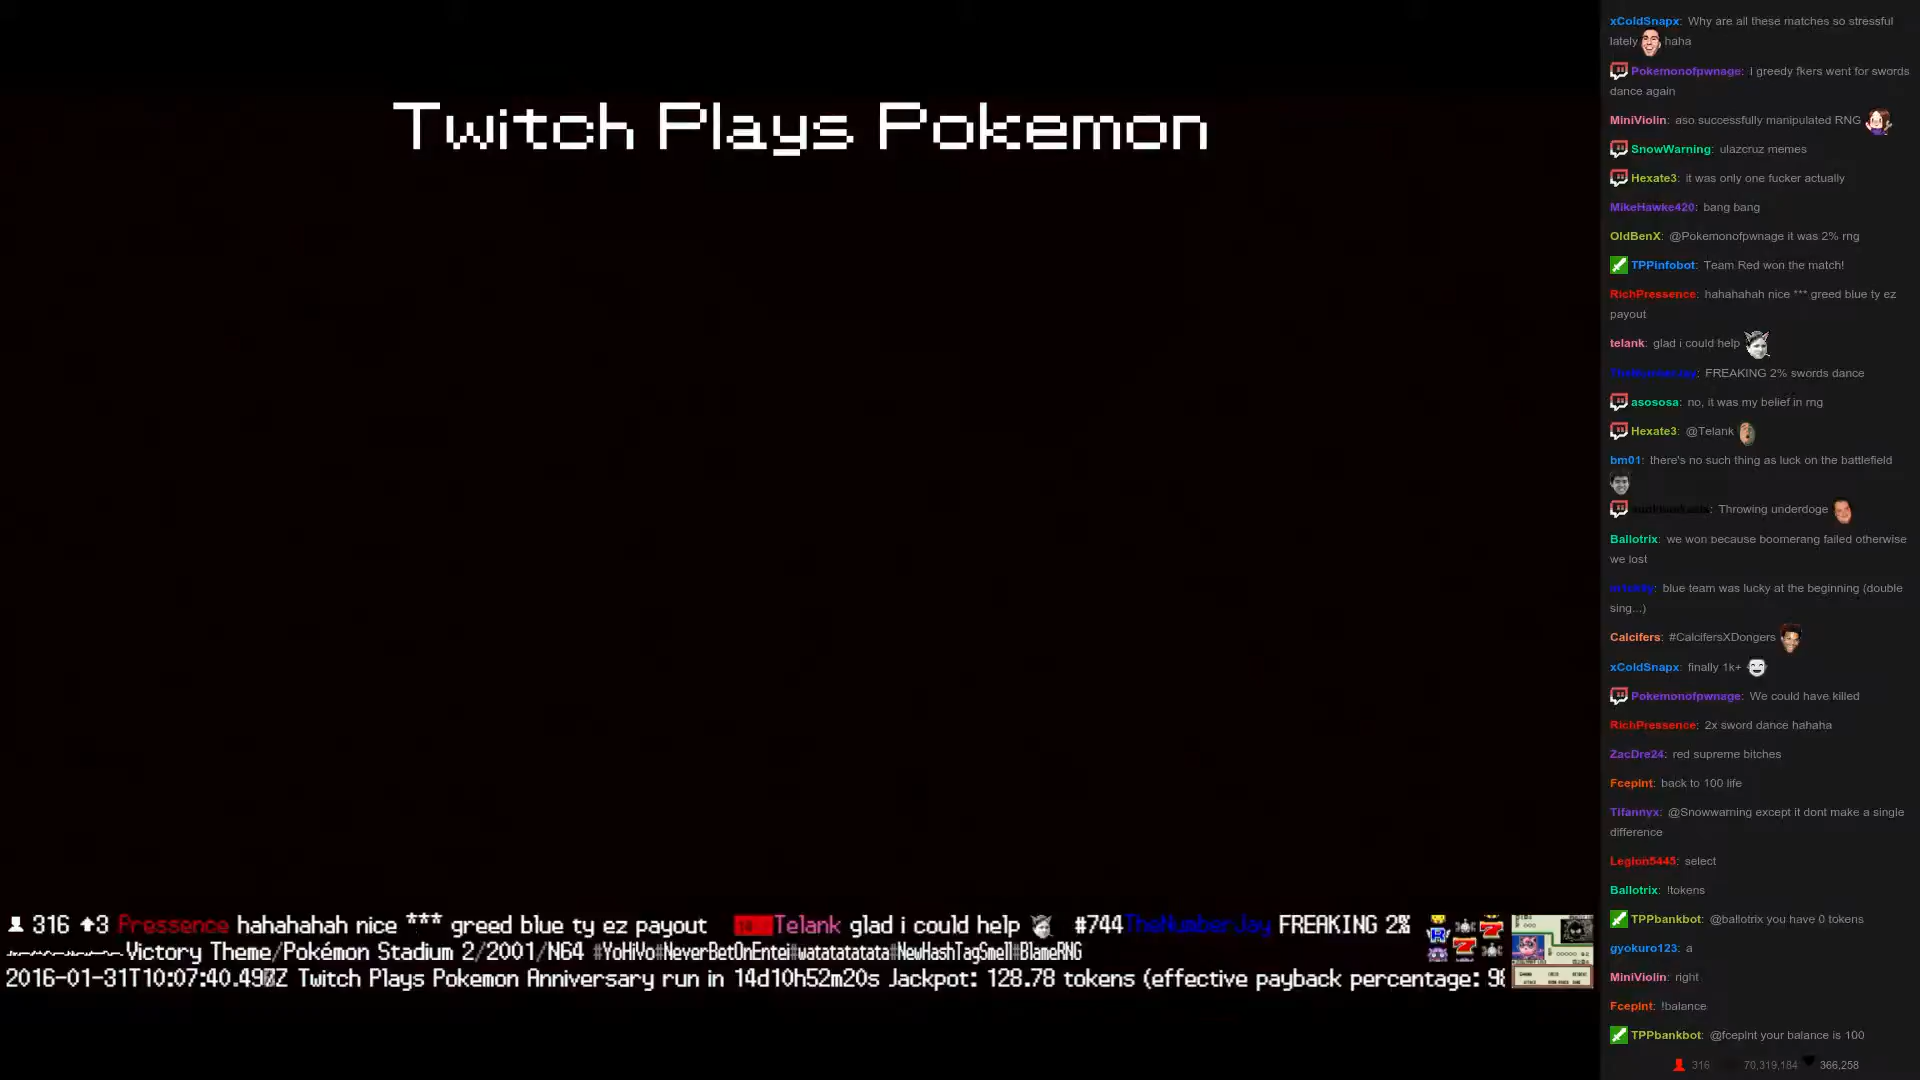 Twitch Plays Pokemon
316 3 Pressence hahahahah nice *** greed blue ty ez payout Telank glad i could help #744 TheNumberJay FREAKING 2%
Victory Theme/Pokémon Stadium 2/2001/N64 #YoHiVo#NeverBetOnEntei#watatatatata#NewHashTagSmell#BlameRNG
2016-01-31T10:07:40.490Z Twitch Plays Pokemon Anniversary run in 14d10h52m20s Jackpot: 128.78 tokens (effective payback percentage: 98
xColdSnapx: Why are all these matches so stressful
lately haha
Pokemonofpwnage: I greedy fkers went for swords
dance again
MiniViolin: aso successfully manipulated RNG
SnowWarning: ulazcruz memes
Hexate3: it was only one fucker actually
MikeHawke420: bang bang
OldBenX: @Pokemonofpwnage it was 2% rng
TPPinfobot: Team Red won the match!
RichPressence: hahahahah nice *** greed blue ty ez
payout
telank: glad i could help
TheNumberJay: FREAKING 2% swords dance
asososa: no, it was my belief in rng
Hexate3: @Telank
bm01: there's no such thing as luck on the battlefield
: Throwing underdoge
Ballotrix: we won because boomerang failed otherwise
we lost
: blue team was lucky at the beginning (double
sing...)
Calcifers: #CalcifersXDongers
xColdSnapx: finally 1k+
Pokemonofpwnage: We could have killed
RichPressence: 2x sword dance hahaha
ZacDre24: red supreme bitches
Fcepint: back to 100 life
Tifannyx: @Snowwarning except it dont make a single
difference
Legion5445: select
Ballotrix: !tokens
TPPbankbot: @ballotrix you have 0 tokens
gyokuro123: a
MiniViolin: right
Fcepint: !balance
TPPbankbot: @fcepint your balance is 100
316 70,319,184 366,258